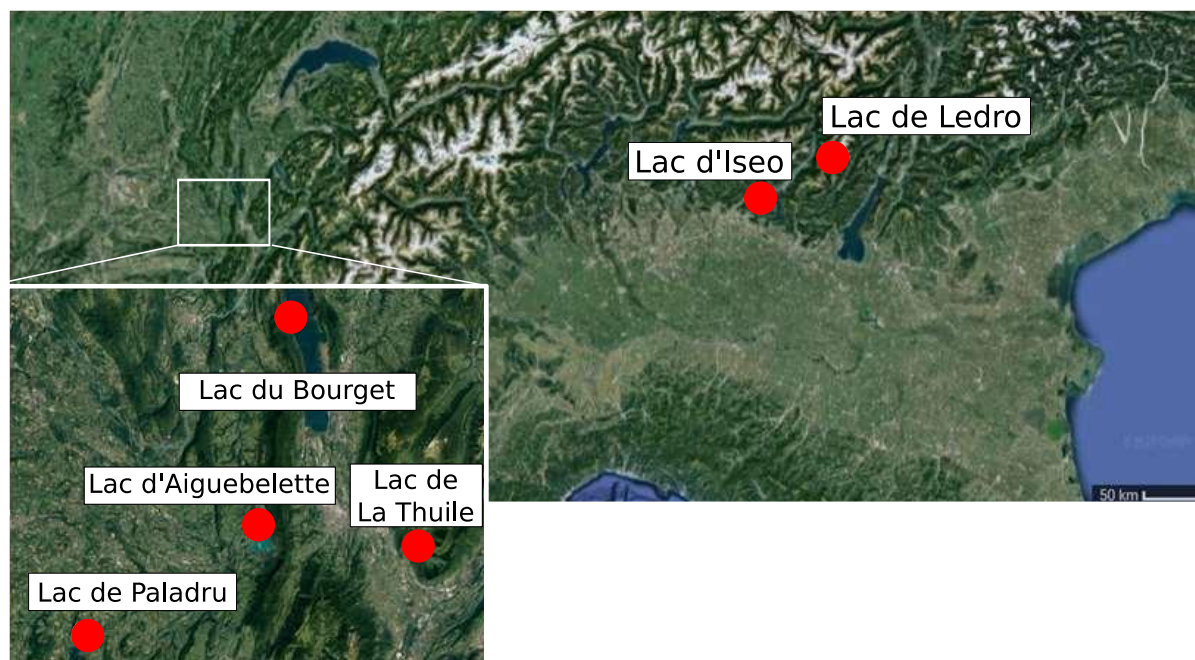 Lac de Ledro
Lac d'Iseo
Lac du Bourget
Lac d'Aiguebelette
Lac de
La Thuile
Lac de Paladru
50 km